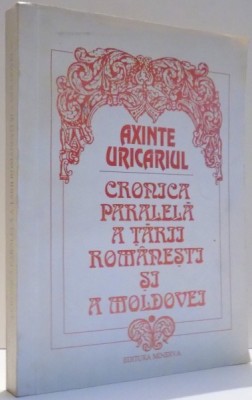 AXINTE
URICARIUL
CRONICA
PARALELĂ
A ȚĂRII
ROMÂNEȘTI
ȘI
A MOLDOVEI
EDITURA MINERVA